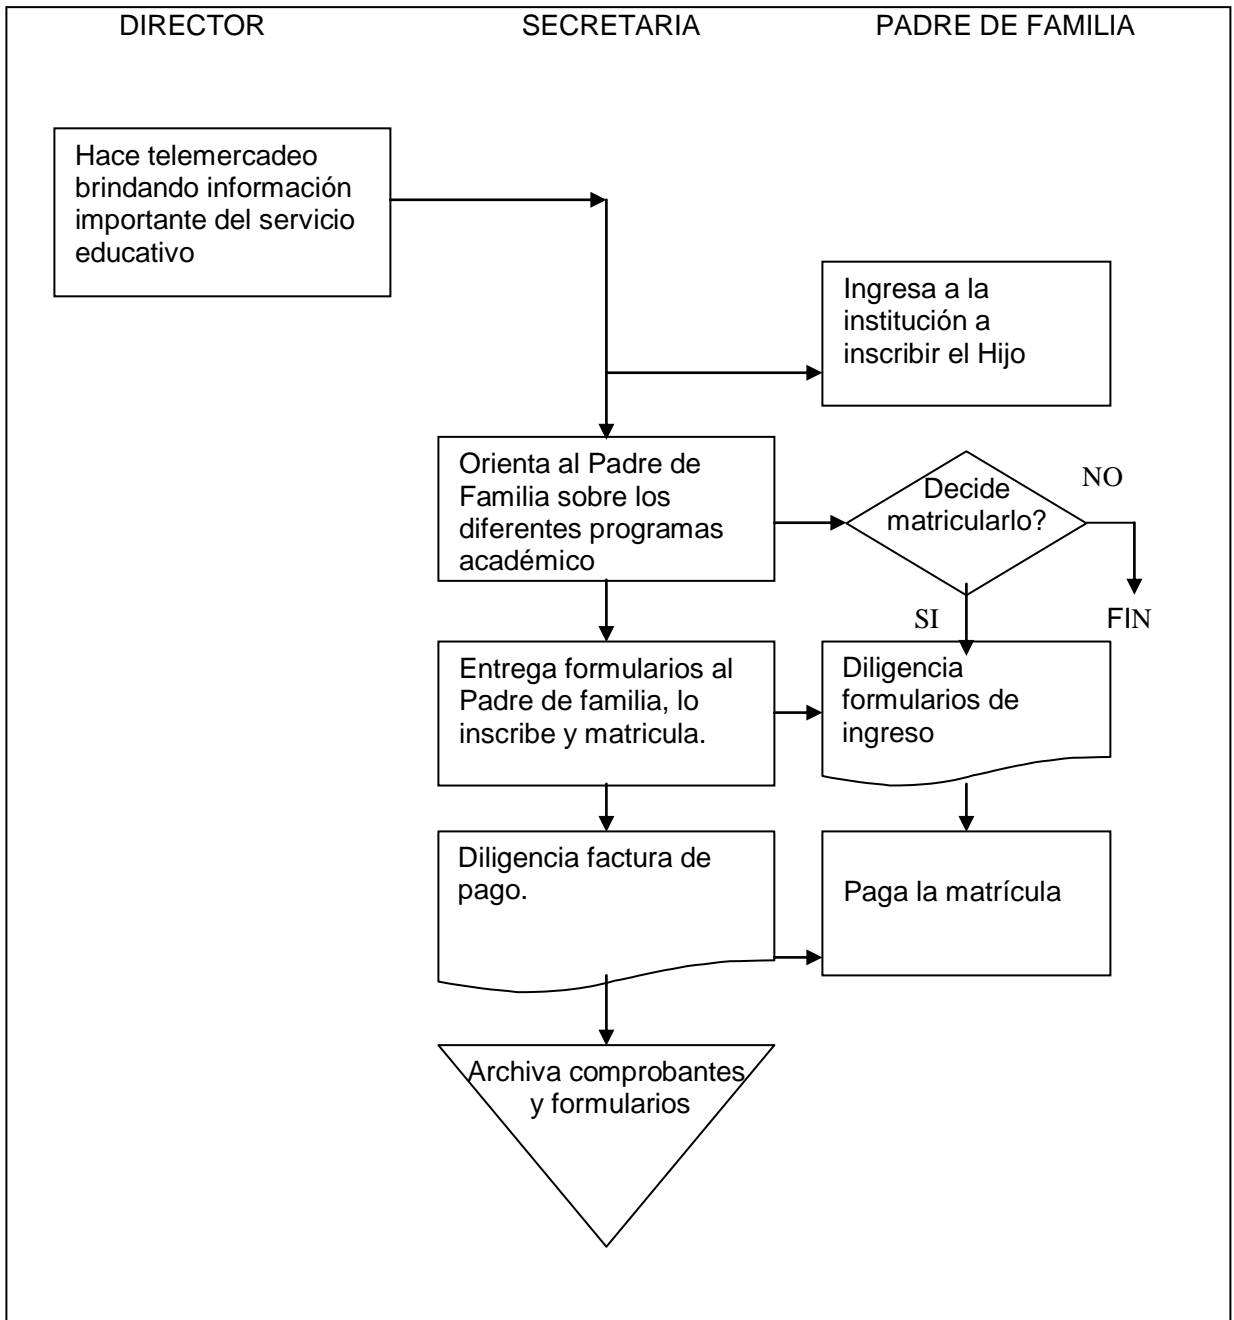 DIRECTOR SECRETARIA PADRE DE FAMILIA
Hace telemercadeo
brindando información
importante del servicio
educativo
Ingresa a la
institución a
inscribir el Hijo
Orienta al Padre de
Familia sobre los
diferentes programas
académico
Decide
matricularlo?
NO
SI
FIN
Entrega formularios al
Padre de familia, lo
inscribe y matricula.
Diligencia
formularios de
ingreso
Diligencia factura de
pago.
Paga la matrícula
Archiva comprobantes
y formularios